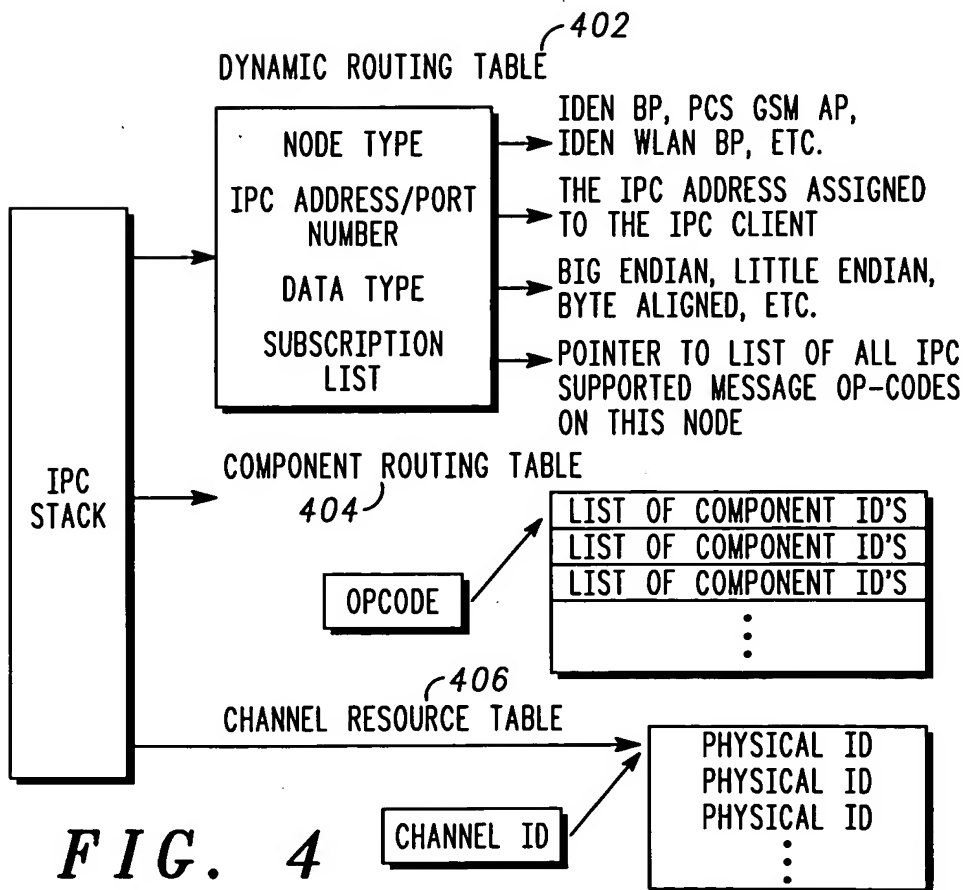 402
DYNAMIC ROUTING TABLE
NODE TYPE
IPC ADDRESS/PORT
NUMBER
DATA TYPE
SUBSCRIPTION
LIST
IDEN BP, PCS GSM AP,
IDEN WLAN BP, ETC.
THE IPC ADDRESS ASSIGNED
TO THE IPC CLIENT
BIG ENDIAN, LITTLE ENDIAN,
BYTE ALIGNED, ETC.
POINTER TO LIST OF ALL IPC
SUPPORTED MESSAGE OP-CODES
ON THIS NODE
IPC
STACK
COMPONENT ROUTING TABLE
404
OPCODE
LIST OF COMPONENT ID'S
LIST OF COMPONENT ID'S
LIST OF COMPONENT ID'S
406
CHANNEL RESOURCE TABLE
CHANNEL ID
PHYSICAL ID
PHYSICAL ID
PHYSICAL ID
FIG. 4